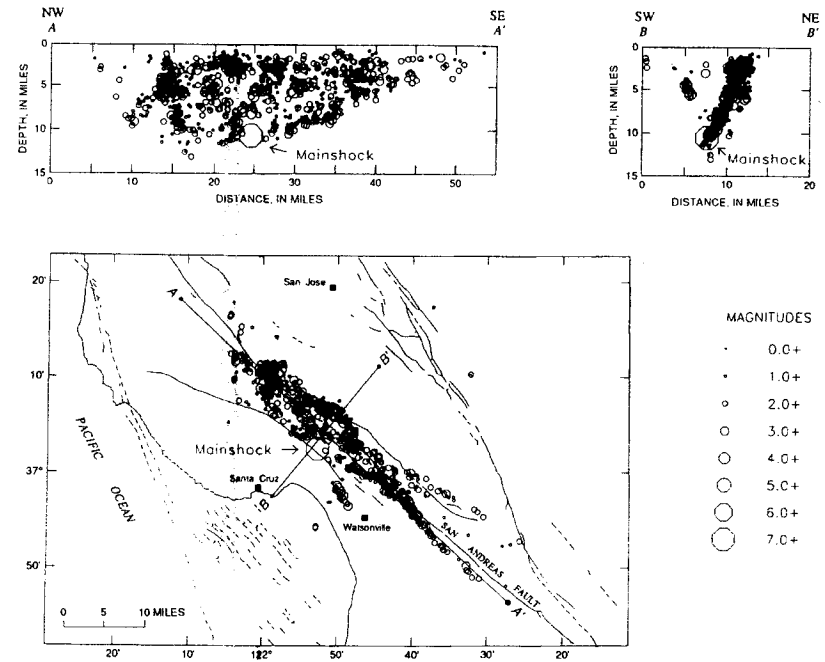 NW
A
SE
A'
0
5
10
15
DEPTH, IN MILES
Mainshock
0 10 20 30 40 50
DISTANCE, IN MILES
SW
B
NE
B'
0
5
10
15
DEPTH, IN MILES
Mainshock
0 10 20
DISTANCE, IN MILES
20'
10'
37°
50'
San Jose
A
B'
Mainshock
Santa Cruz
B
Watsonville
PACIFIC OCEAN
SAN ANDREAS FAULT
A'
0 5 10 MILES
20' 10' 122° 50' 40' 30' 20'
MAGNITUDES
0.0+
1.0+
2.0+
3.0+
4.0+
5.0+
6.0+
7.0+